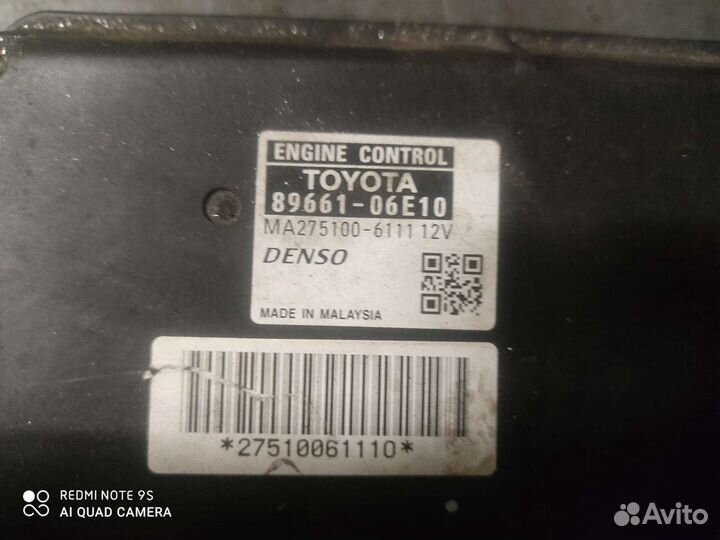 ENGINE CONTROL
TOYOTA
89661-06E10
MA275100-6111 12V
DENSO
MADE IN MALAYSIA
*27510061110*
REDMI NOTE 9S
AI QUAD CAMERA
Avito